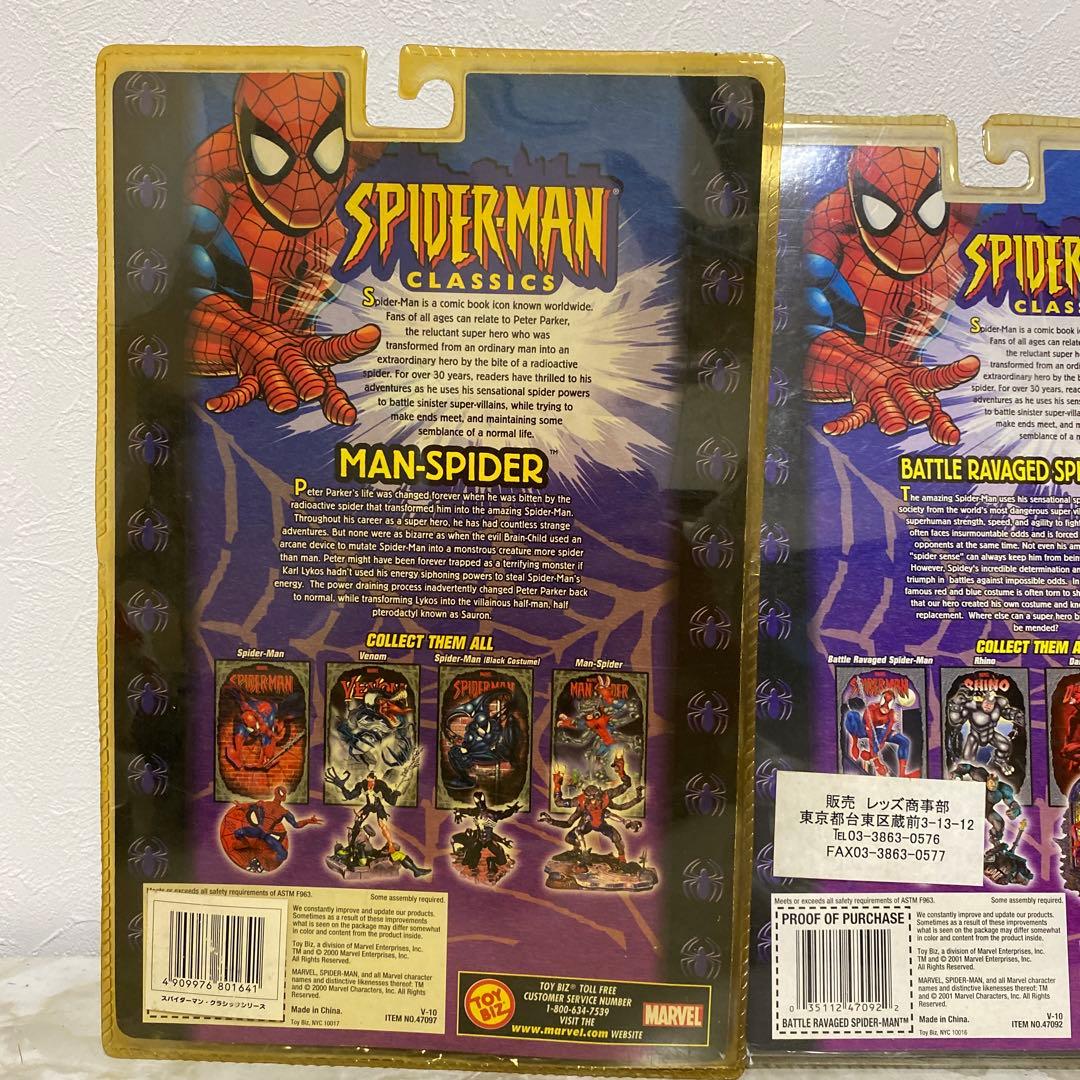 SPIDER-MAN®
CLASSICS
Spider-Man is a comic book icon known worldwide.
Fans of all ages can relate to Peter Parker,
the reluctant super hero who was
transformed from an ordinary man into an
extraordinary hero by the bite of a radioactive
spider. For over 30 years, readers have thrilled to his
adventures as he uses his sensational spider powers
to battle sinister super-villains, while trying to
make ends meet, and maintaining some
semblance of a normal life.
MAN-SPIDER™
Peter Parker's life was changed forever when he was bitten by the
radioactive spider that transformed him into the amazing Spider-Man.
Throughout his career as a super hero, he has had countless strange
adventures. But none were as bizarre as when the evil Brain-Child used an
arcane device to mutate Spider-Man into a monstrous creature more spider
than man. Peter might have been forever trapped as a terrifying monster if
Karl Lykos hadn't used his energy siphoning powers to steal Spider-Man's
energy. The power draining process inadvertently changed Peter Parker back
to normal, while transforming Lykos into the villainous half-man, half
pterodactyl known as Sauron.
COLLECT THEM ALL
Spider-Man
Venom
Spider-Man (Black Costume)
Man-Spider
SPIDER-MAN
VENOM
SPIDER-MAN
MAN-SPIDER
Meets or exceeds all safety requirements of ASTM F963.
Some assembly required.
We constantly improve and update our products.
Sometimes as a result of these improvements
what is seen on the package may differ somewhat
in color and content from the product inside.
Toy Biz, a division of Marvel Enterprises, Inc.
TM and © 2000 Marvel Enterprises, Inc.
All Rights Reserved.
MARVEL, SPIDER-MAN, and all Marvel character
names and distinctive likenesses thereof: TM
and © 2000 Marvel Characters, Inc. All Rights
Reserved.
4 909976 801641
スパイダーマン・クラシックシリーズ
Made in China.
V-10
Toy Biz, NYC 10017
ITEM NO.47097
TOY BIZ
TOY BIZ® TOLL FREE
CUSTOMER SERVICE NUMBER
1-800-634-7539
VISIT THE
www.marvel.com WEBSITE
MARVEL
SPIDER
CLASS
Spider-Man is a comic book
Fans of all ages can relate
the reluctant super h
transformed from an ordi
extraordinary hero by the b
spider. For over 30 years, read
adventures as he uses his sens
to battle sinister super-villa
make ends meet, and m
semblance of a n
BATTLE RAVAGED SPI
The amazing Spider-Man uses his sensational sp
society from the world's most dangerous super vi
superhuman strength, speed, and agility to fight
often faces insurmountable odds and is forced
opponents at the same time. Not even his am
"spider sense" can always keep him from bein
However, Spidey's incredible determination an
triumph in battles against impossible odds. In
famous red and blue costume is often torn to sh
that our hero created his own costume and kn
replacement. Where else can a super hero b
be mended?
COLLECT THEM A
Battle Ravaged Spider-Man
Rhino
Da
SPIDER-MAN
RHINO
販売 レッズ商事部
東京都台東区蔵前3-13-12
TEL03-3863-0576
FAX03-3863-0577
Meets or exceeds all safety requirements of ASTM F963.
Some assembly required.
PROOF OF PURCHASE
0 35112 47092 2
BATTLE RAVAGED SPIDER-MAN™
We constantly improve and update our products.
Sometimes as a result of these improvements
what is seen on the package may differ somewhat
in color and content from the product inside.
Toy Biz, a division of Marvel Enterprises, Inc.
TM and © 2001 Marvel Enterprises, Inc.
All Rights Reserved.
MARVEL, SPIDER-MAN, and all Marvel character
names and distinctive likenesses thereof: TM
and © 2001 Marvel Characters, Inc. All Rights
Reserved.
Made in China.
V-10
Toy Biz, NYC 10016
ITEM NO.47092